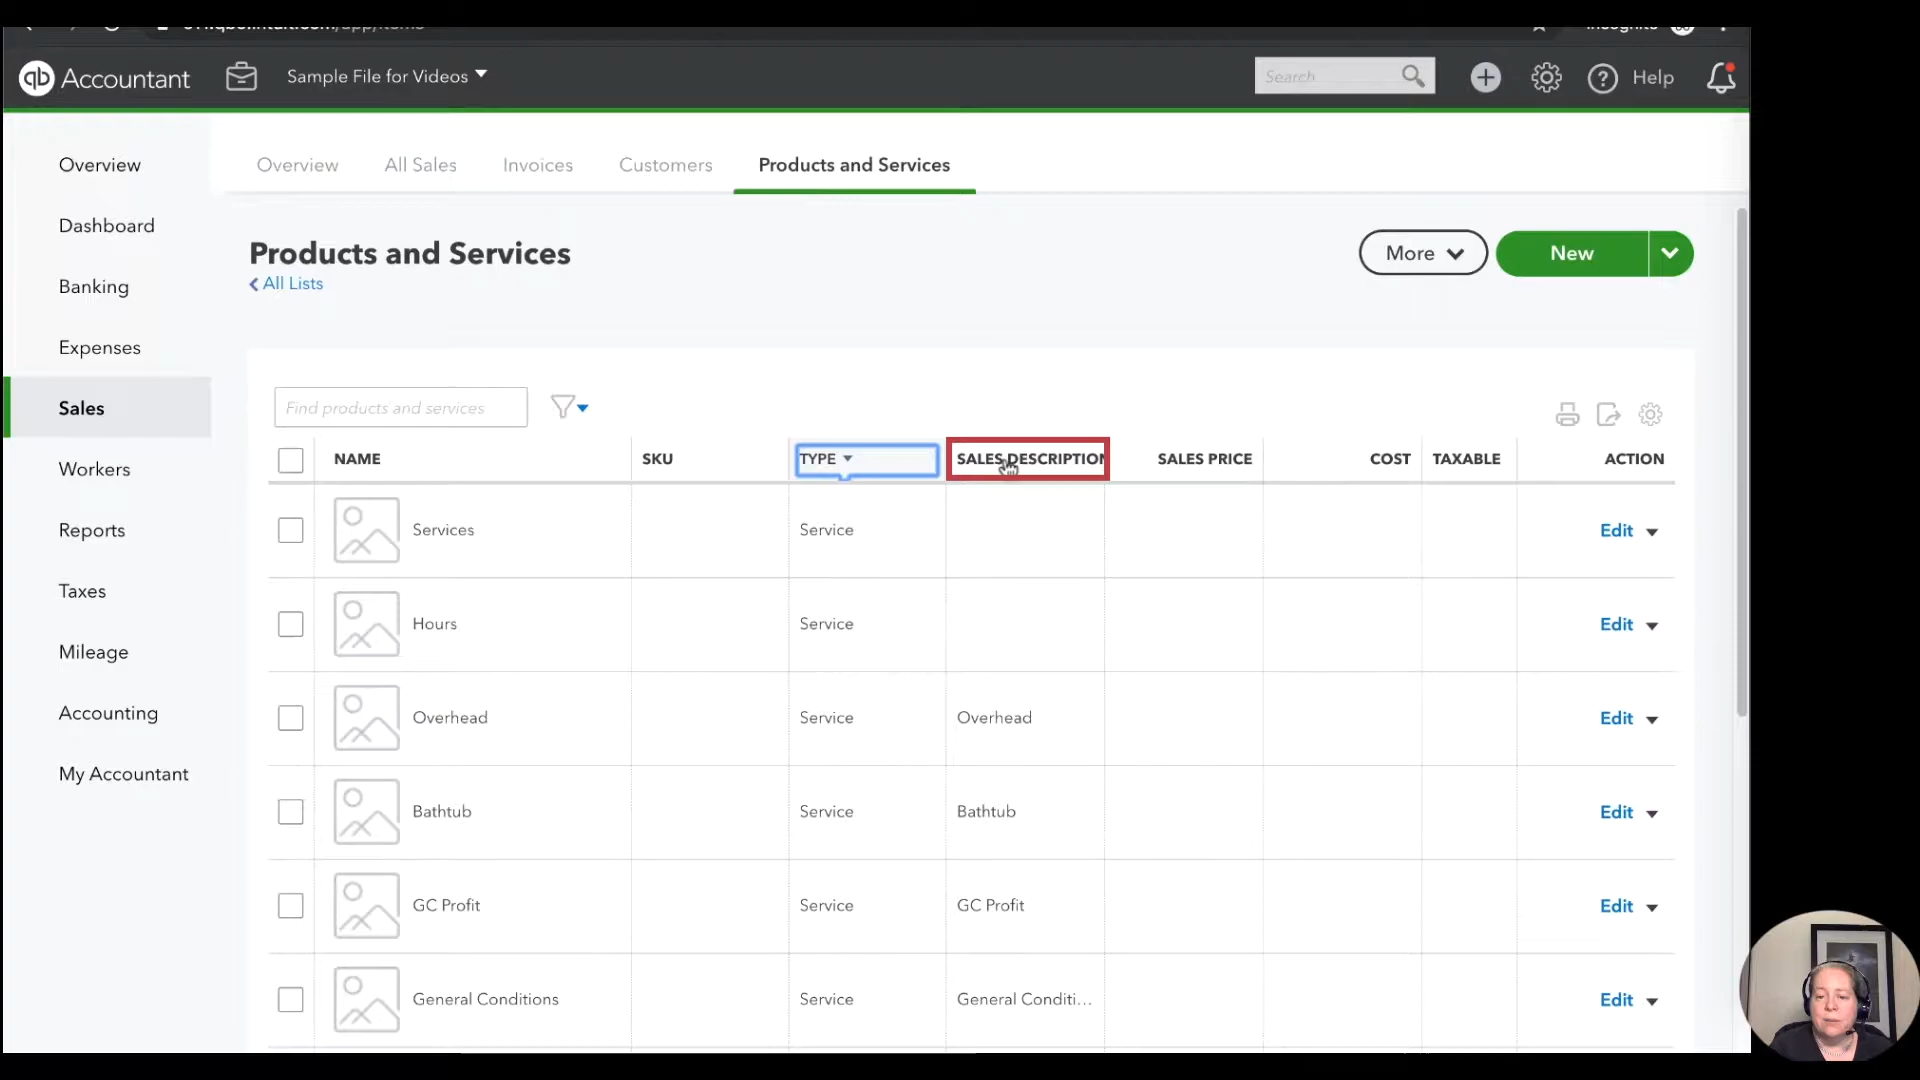 qb Accountant
Sample File for Videos
Search
Help
Overview
Dashboard
Banking
Expenses
Sales
Workers
Reports
Taxes
Mileage
Accounting
My Accountant
Overview All Sales Invoices Customers Products and Services
Products and Services
All Lists
More
New
Find products and services
NAME SKU TYPE SALES DESCRIPTION SALES PRICE COST TAXABLE ACTION
Services Service Edit
Hours Service Edit
Overhead Service Overhead Edit
Bathtub Service Bathtub Edit
GC Profit Service GC Profit Edit
General Conditions Service General Conditi... Edit